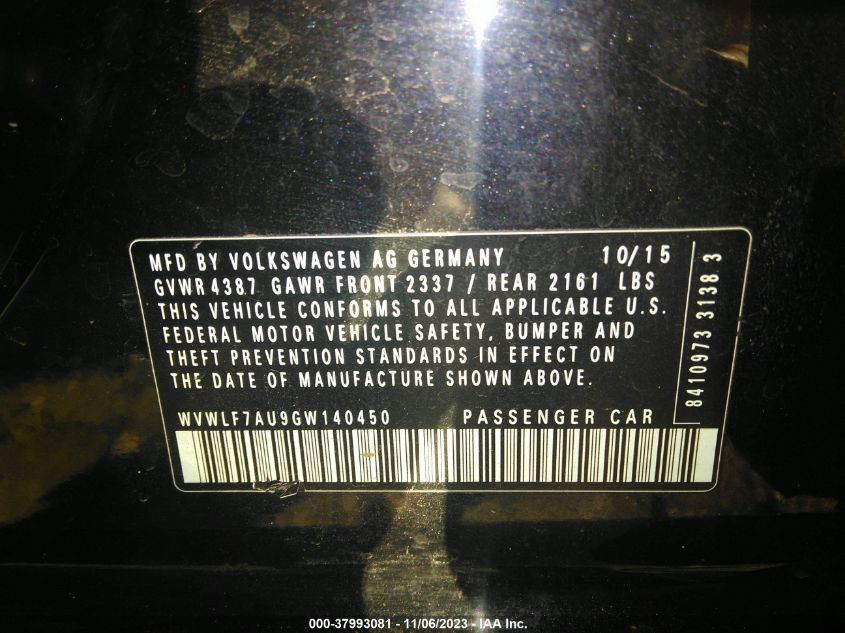 MFD BY VOLKSWAGEN AG GERMANY 10/15
GVWR 4387 GAWR FRONT 2337 / REAR 2161 LBS
THIS VEHICLE CONFORMS TO ALL APPLICABLE U.S.
FEDERAL MOTOR VEHICLE SAFETY, BUMPER AND
THEFT PREVENTION STANDARDS IN EFFECT ON
THE DATE OF MANUFACTURE SHOWN ABOVE.
WVWLF7AU9GW140450 PASSENGER CAR
8410973 3138 3
000-37993081 - 11/06/2023 - IAA Inc.